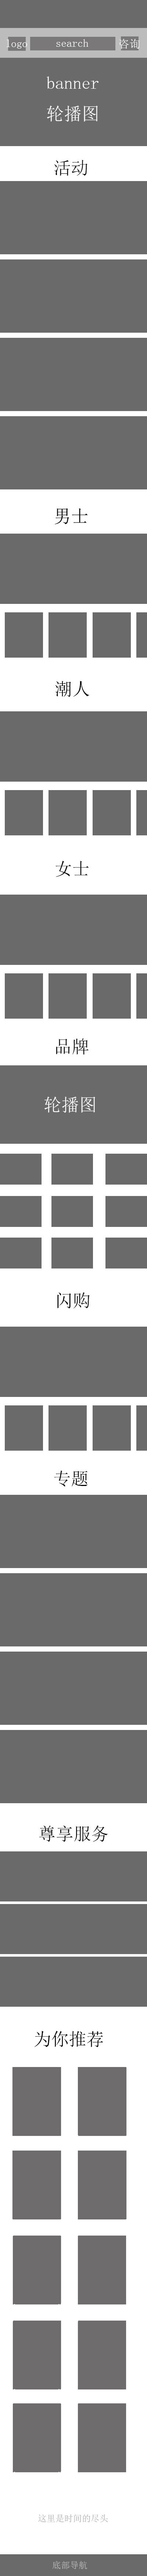 logo search 咨询
banner
轮播图
活动
男士
潮人
女士
品牌
轮播图
闪购
专题
尊享服务
为你推荐
这里是时间的尽头
底部导航